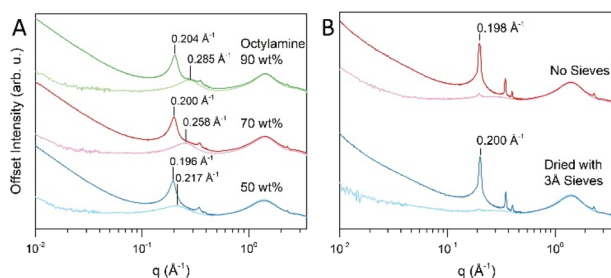 A
B
0.204 Å⁻¹
Octylamine
0.285 Å⁻¹
90 wt%
0.200 Å⁻¹
0.258 Å⁻¹
70 wt%
0.196 Å⁻¹
0.217 Å⁻¹
50 wt%
Offset Intensity (arb. u.)
10⁻²
10⁻¹
10⁰
q (Å⁻¹)
0.198 Å⁻¹
No Sieves
0.200 Å⁻¹
Dried with
3Å Sieves
10⁻²
10⁻¹
10⁰
q (Å⁻¹)